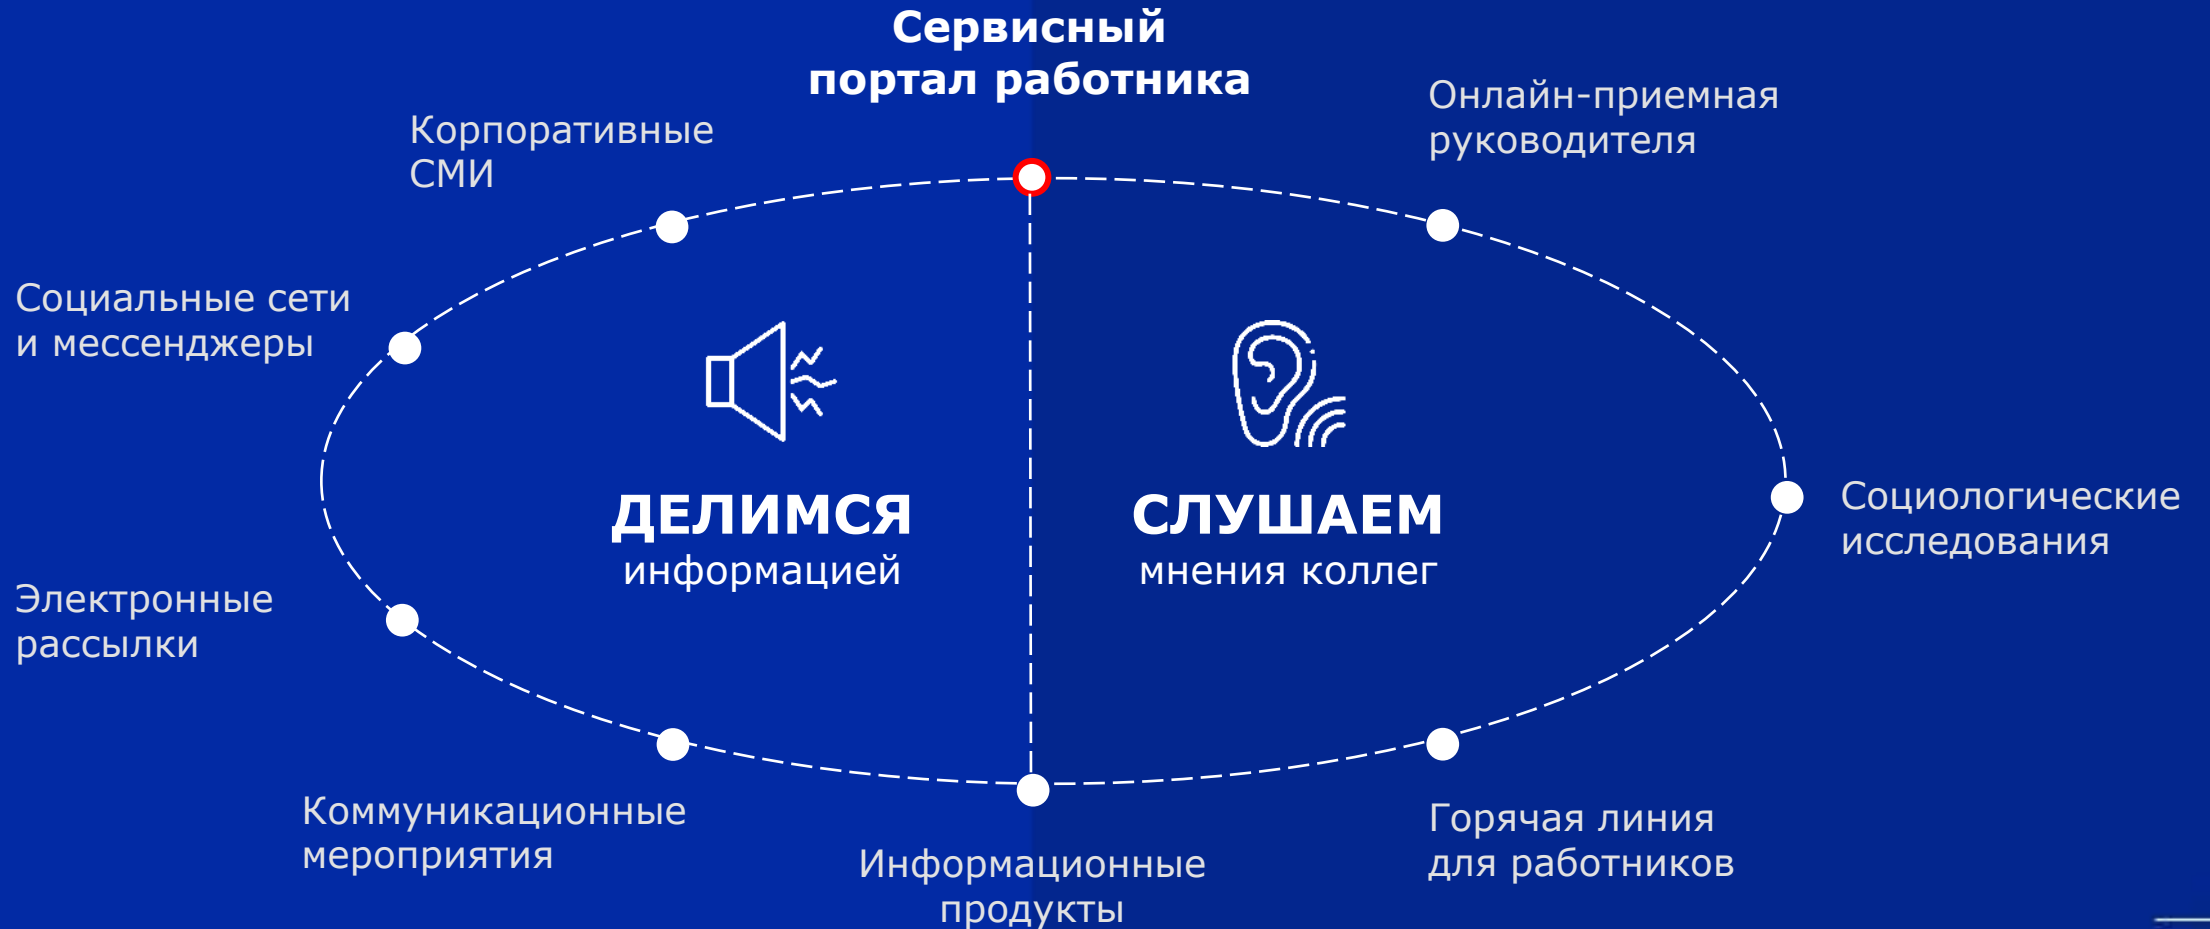 Сервисный
портал работника
Корпоративные
СМИ
Онлайн-приемная
руководителя
Социальные сети
и мессенджеры
ДЕЛИМСЯ
информацией
СЛУШАЕМ
мнения коллег
Социологические
исследования
Электронные
рассылки
Коммуникационные
мероприятия
Информационные
продукты
Горячая линия
для работников